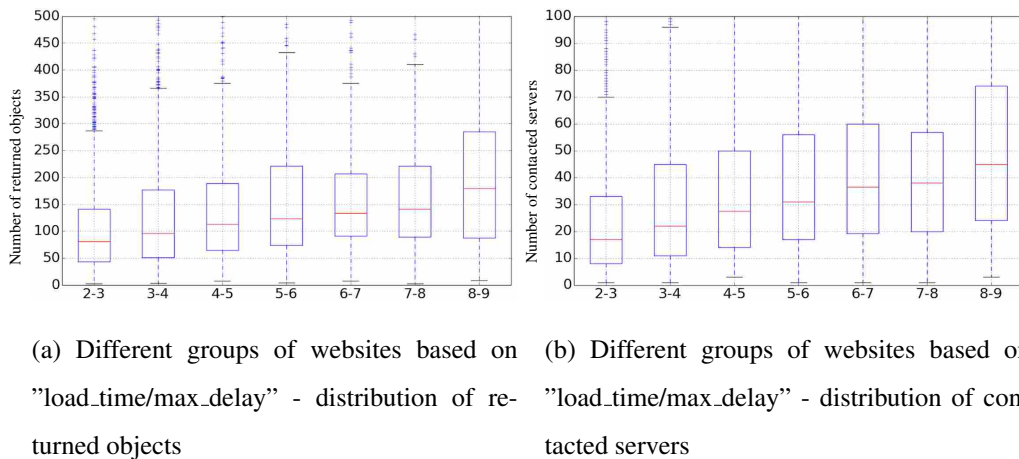 500
450
400
350
300
250
200
150
100
50
0
Number of returned objects
2-3 3-4 4-5 5-6 6-7 7-8 8-9
100
90
80
70
60
50
40
30
20
10
0
Number of contacted servers
2-3 3-4 4-5 5-6 6-7 7-8 8-9
(a) Different groups of websites based on
"load_time/max_delay" - distribution of re-
turned objects
(b) Different groups of websites based o
"load_time/max_delay" - distribution of con
tacted servers